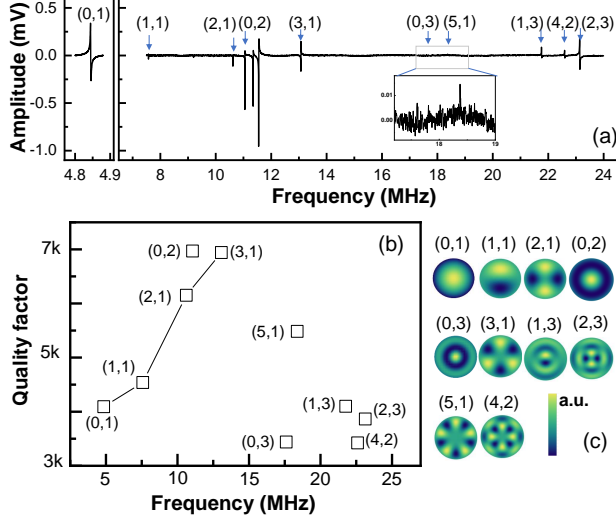 (0,1) (1,1) (2,1) (0,2) (3,1) (0,3) (5,1) (1,3) (4,2) (2,3)
Amplitude (mV)
0.5
0.0
-0.5
-1.0
0.01
0.00
18 19
(a)
4.8 4.9 6 8 10 12 14 16 18 20 22 24
Frequency (MHz)
(b)
Quality factor
7k
5k
3k
(0,2) (3,1)
(2,1)
(5,1)
(1,1)
(0,1)
(1,3)
(2,3)
(0,3)
(4,2)
5 10 15 20 25
Frequency (MHz)
(0,1) (1,1) (2,1) (0,2)
(0,3) (3,1) (1,3) (2,3)
(5,1) (4,2)
a.u.
(c)